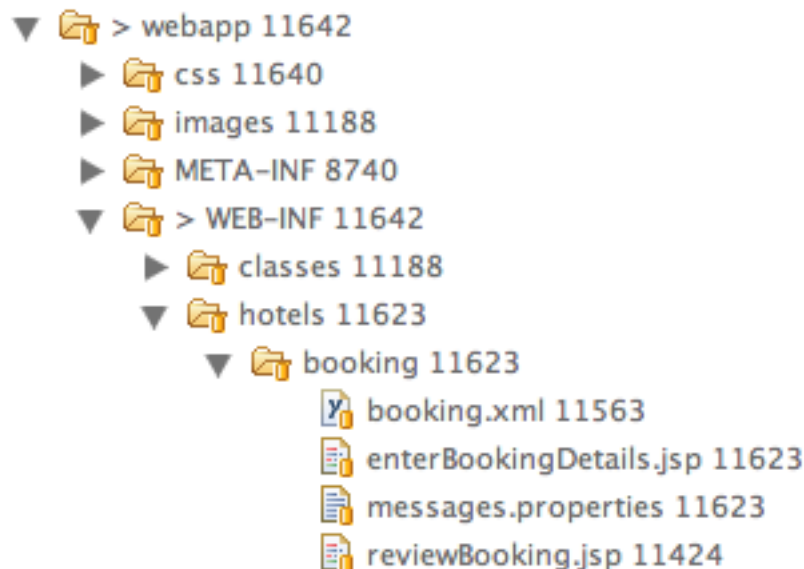 > webapp 11642
css 11640
images 11188
META-INF 8740
> WEB-INF 11642
classes 11188
hotels 11623
booking 11623
booking.xml 11563
enterBookingDetails.jsp 11623
messages.properties 11623
reviewBooking.jsp 11424